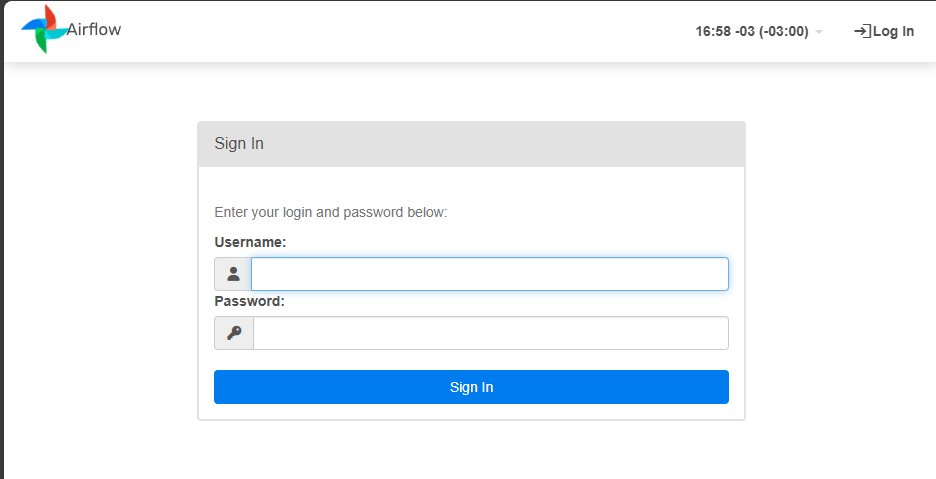 Airflow
16:58 -03 (-03:00)
Log In
Sign In
Enter your login and password below:
Username:
Password:
Sign In